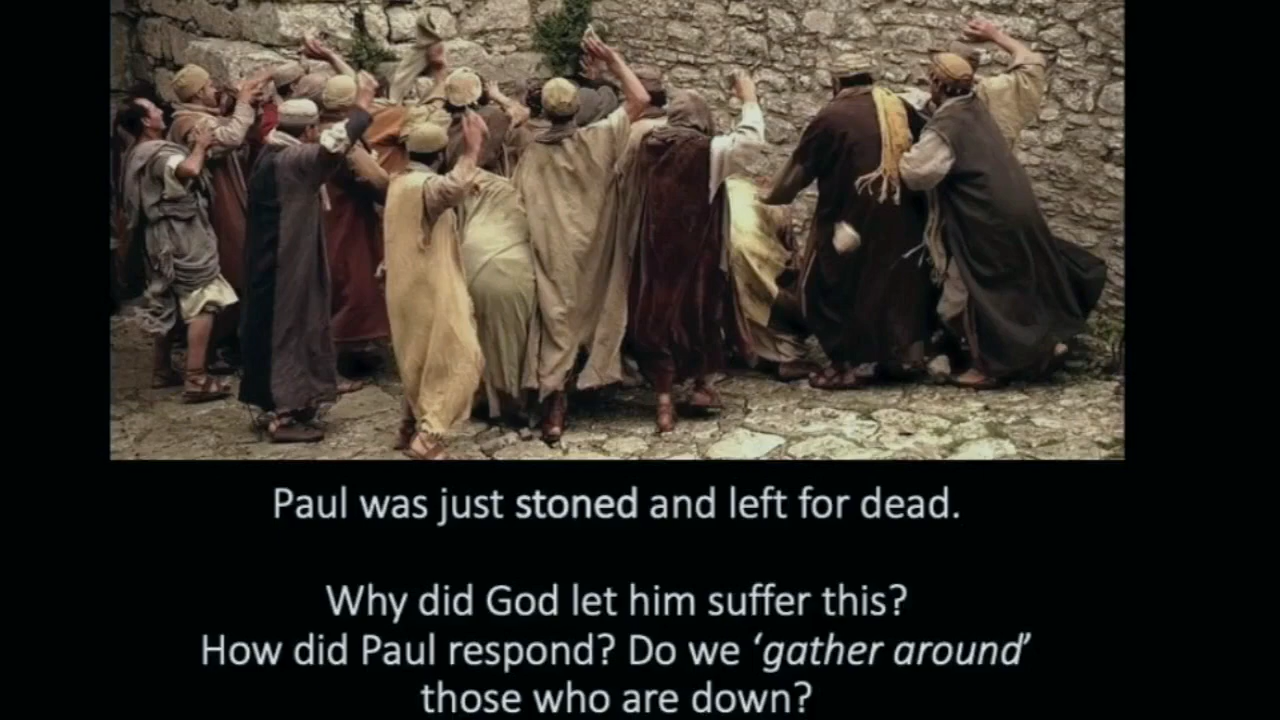 Paul was just stoned and left for dead.
Why did God let him suffer this?
How did Paul respond? Do we ‘gather around’
those who are down?